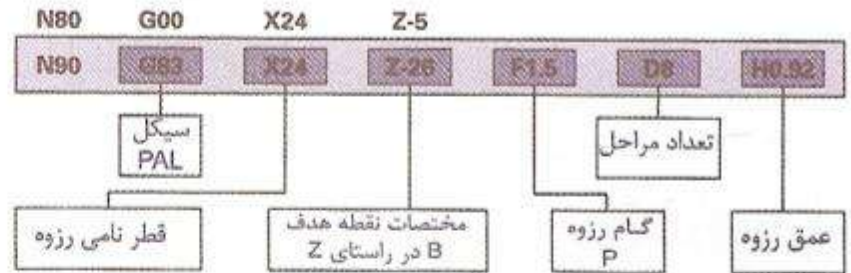 N80 G00 X24 Z-5
N90 G83 X24 Z-26 F1.5 D8 H0.92
سیکل
PAL
تعداد مراحل
قطر نامی رزوه
مختصات نقطه هدف
B در راستای Z
گام رزوه
P
عمق رزوه